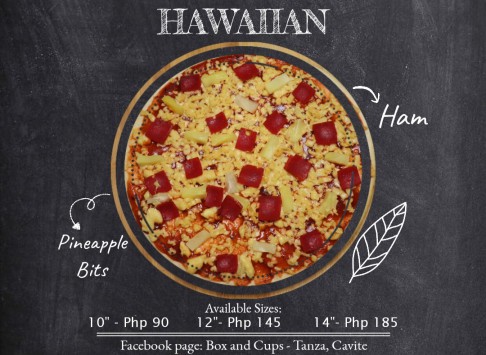 HAWAIIAN
Ham
Pineapple
Bits
Available Sizes:
10" - Php 90 12"- Php 145 14"- Php 185
Facebook page: Box and Cups - Tanza, Cavite